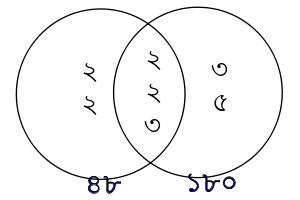 ২ ২ ৩
২ ২ ৫
৩
৪৮ ১৮০